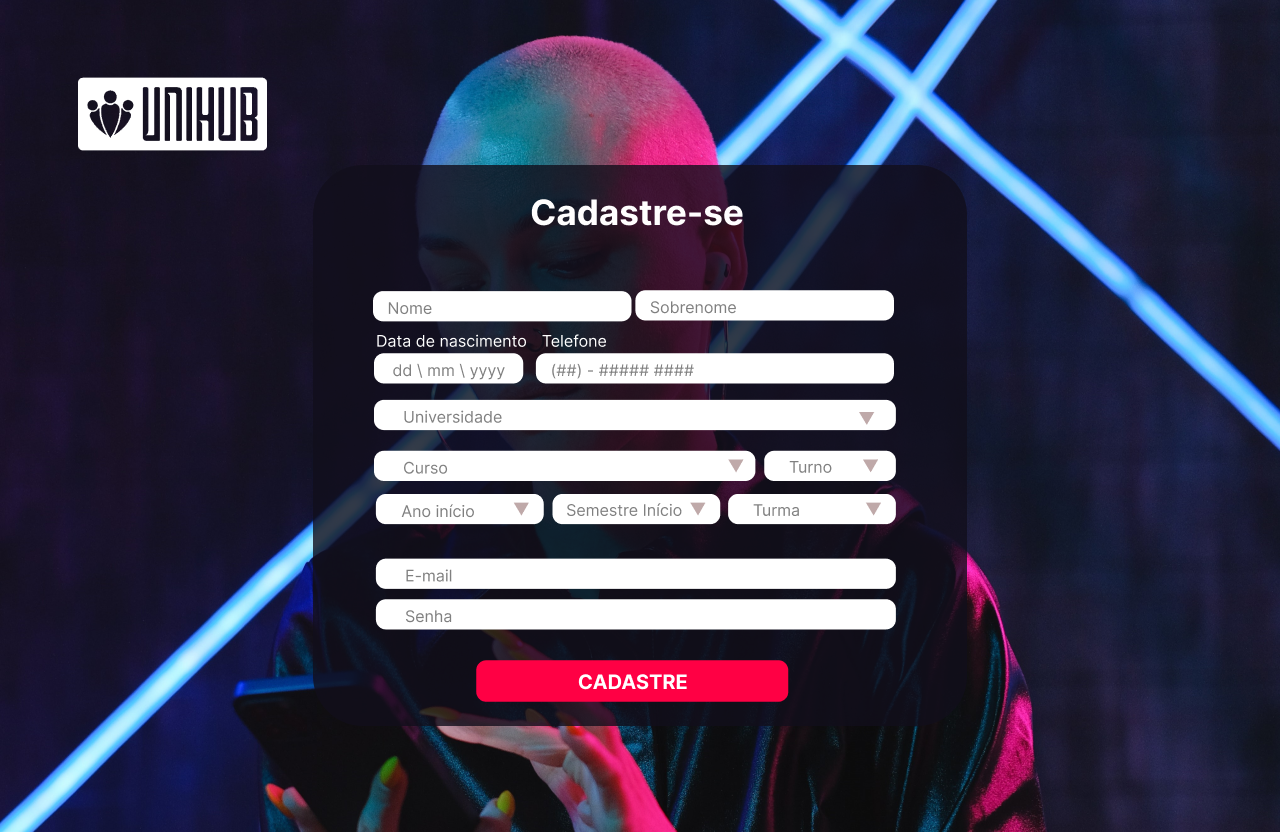 UNIHUB
Cadastre-se
Nome Sobrenome
Data de nascimento Telefone
dd \ mm \ yyyy (##) - ##### ####
Universidade
Curso Turno
Ano início Semestre Início Turma
E-mail
Senha
CADASTRE